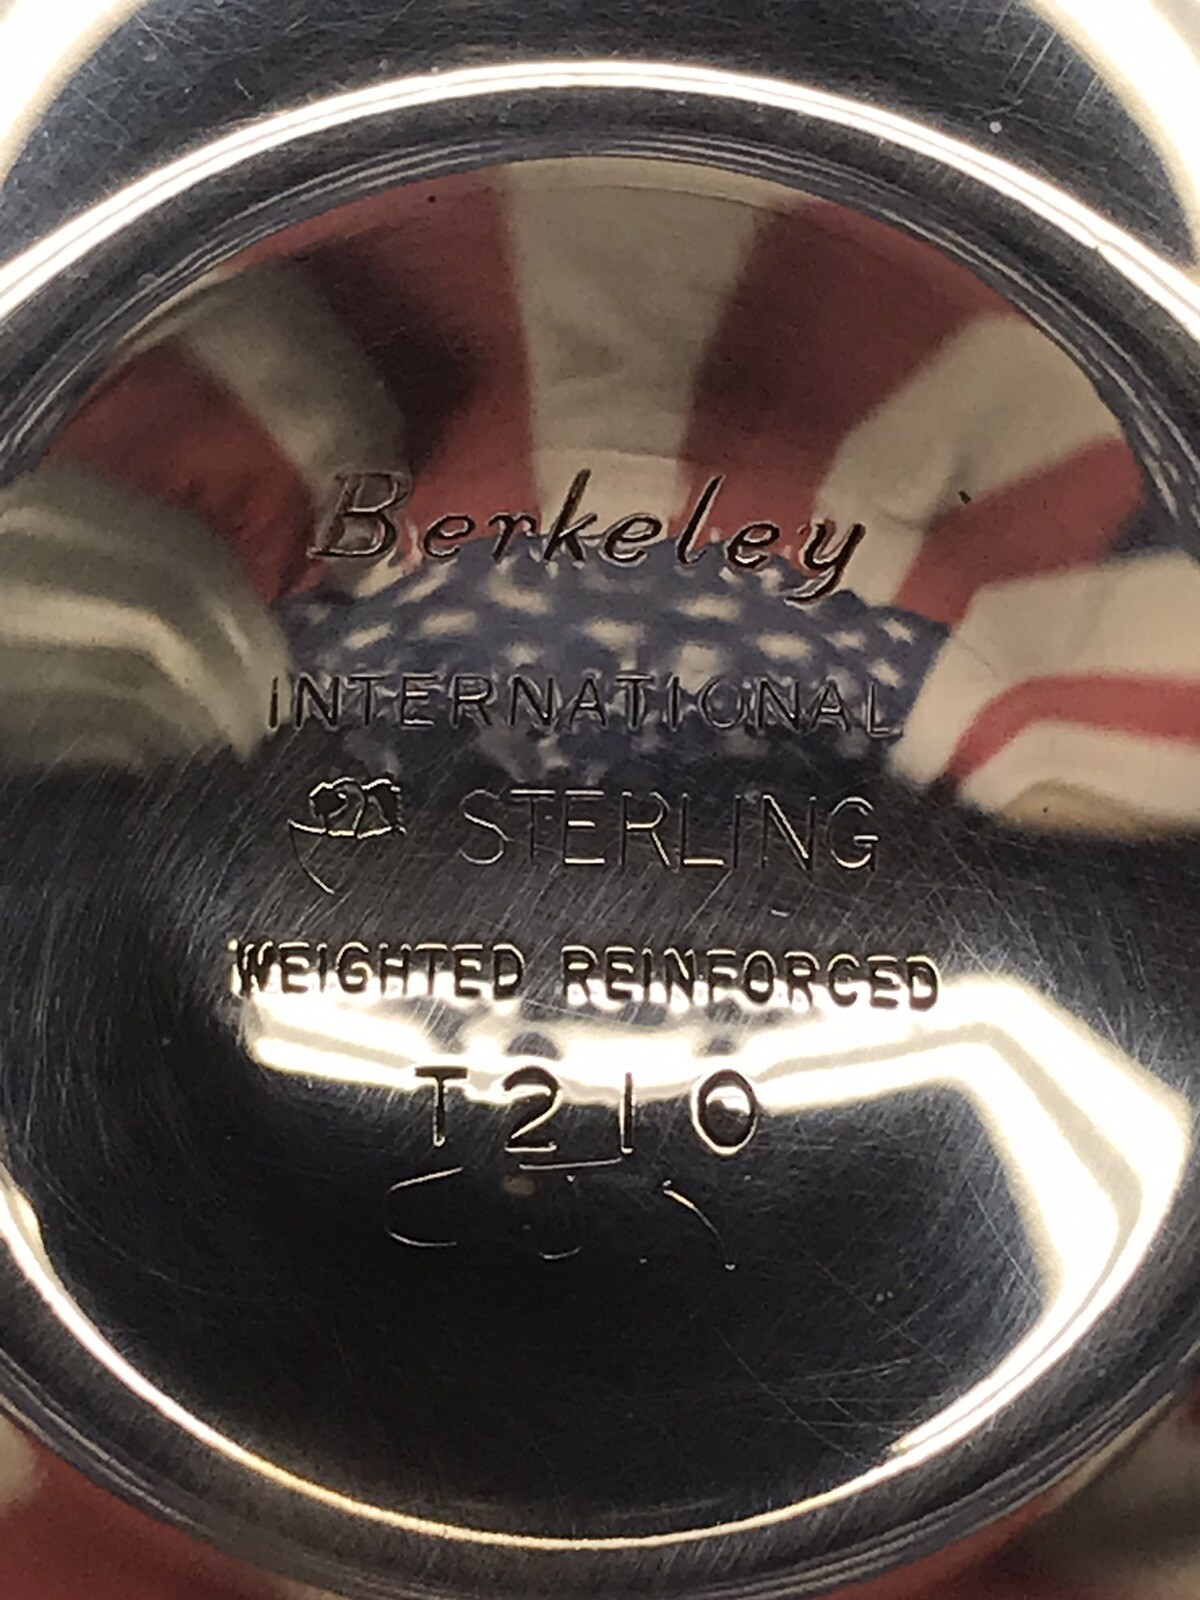 Berkeley
INTERNATIONAL
STERLING
WEIGHTED REINFORCED
T210